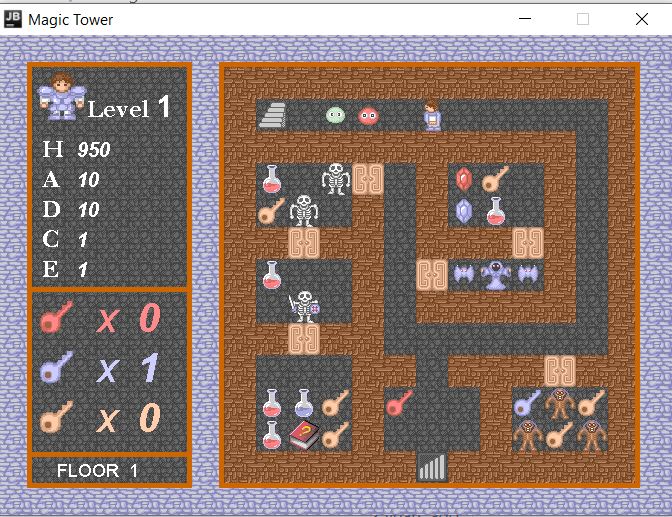 JB
Magic Tower
Level 1
H 950
A 10
D 10
C 1
E 1
X 0
X 1
X 0
FLOOR 1
?